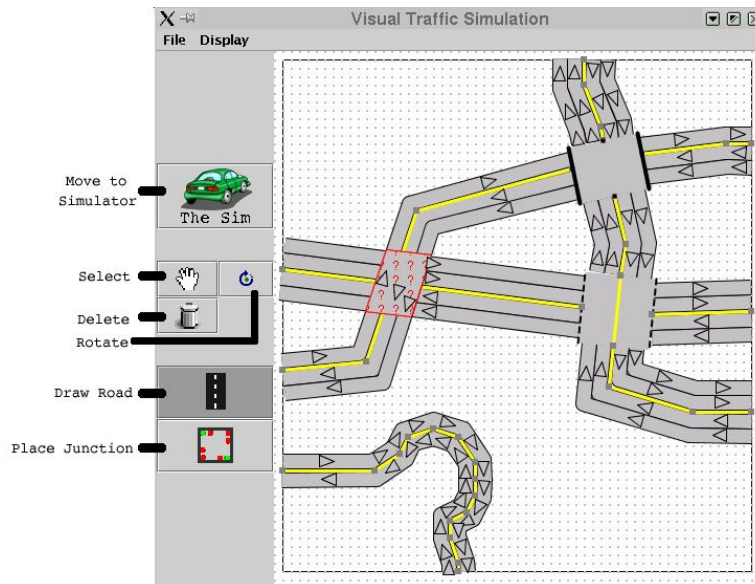 Visual Traffic Simulation
File Display
Move to
Simulator
The Sim
Select
Delete
Rotate
Draw Road
Place Junction
? ? ? ?
? ? ?
? ?
? ?